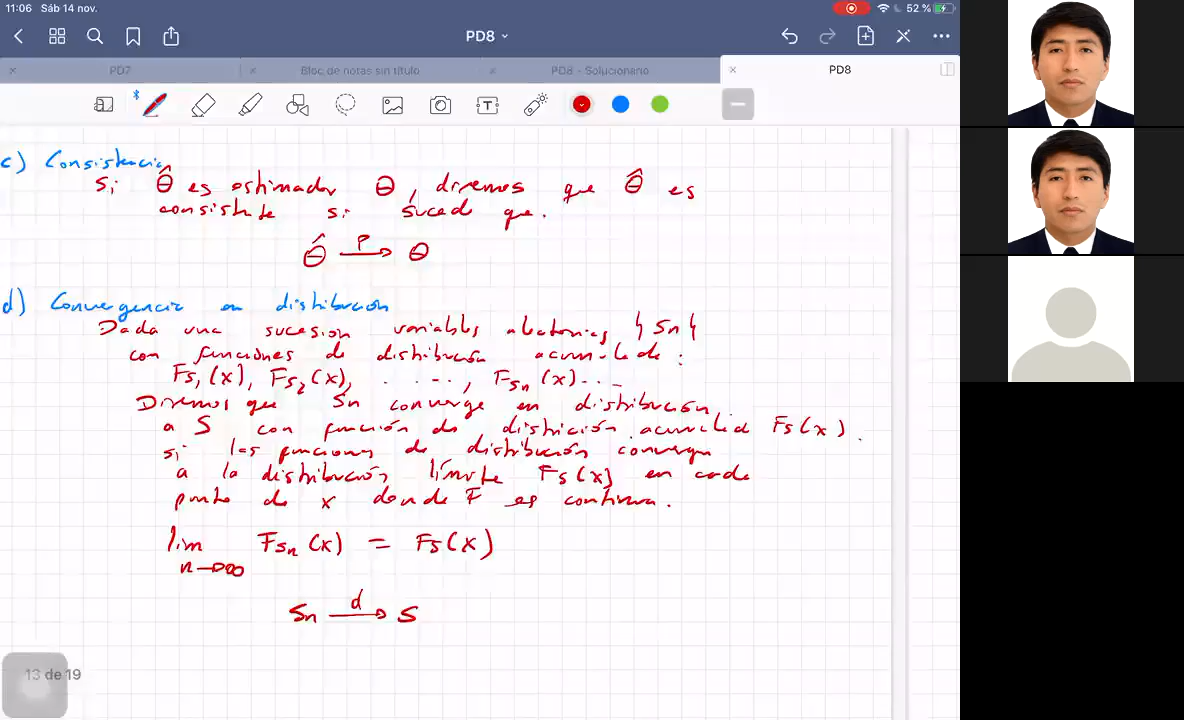 11:06 Sáb 14 nov.
52 %
PD8
PD7
Bloc de notas sin título
PD8 - Solucionario
PD8
c) Consistencia
Si θ̂ es estimador θ, diremos que θ̂ es
consistente si sucede que.
θ̂ P→ θ
d) Convergencia en distribución
Dada una sucesión variables aleatorias {Sn}
con funciones de distribución acumulada:
Fs₁(x), Fs₂(x), ....., Fsn(x)...
Diremos que Sn converge en distribución
a S con función de districión acumulad Fs(x).
si las funciones de distribución converga
a la distribución límite Fs(x) en cada
punto de x donde F es continua.
lim Fsn(x) = Fs(x)
n→∞
Sn d→ S
13 de 19